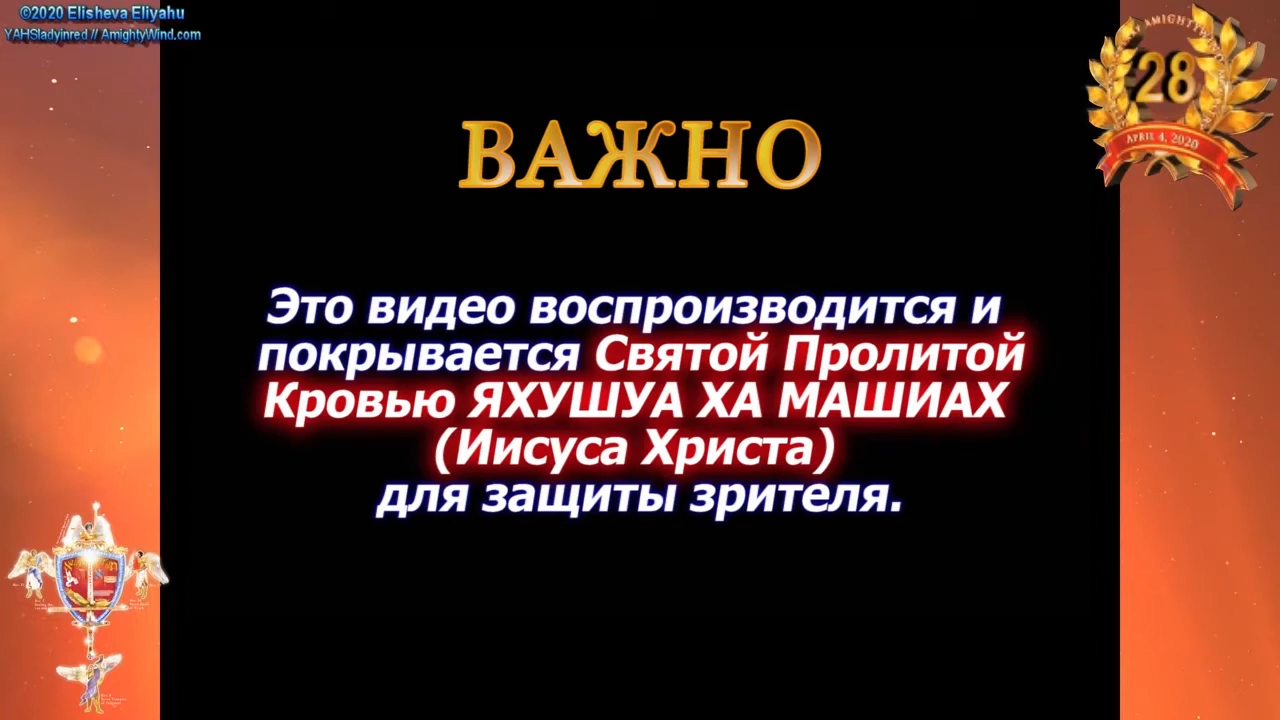 ©2020 Elisheva Eliyahu
YAHSladyinred // AmightyWind.com
28
APRIL 4, 2020
ВАЖНО
Это видео воспроизводится и
покрывается Святой Пролитой
Кровью ЯХУШУА ХА МАШИАХ
(Иисуса Христа)
для защиты зрителя.